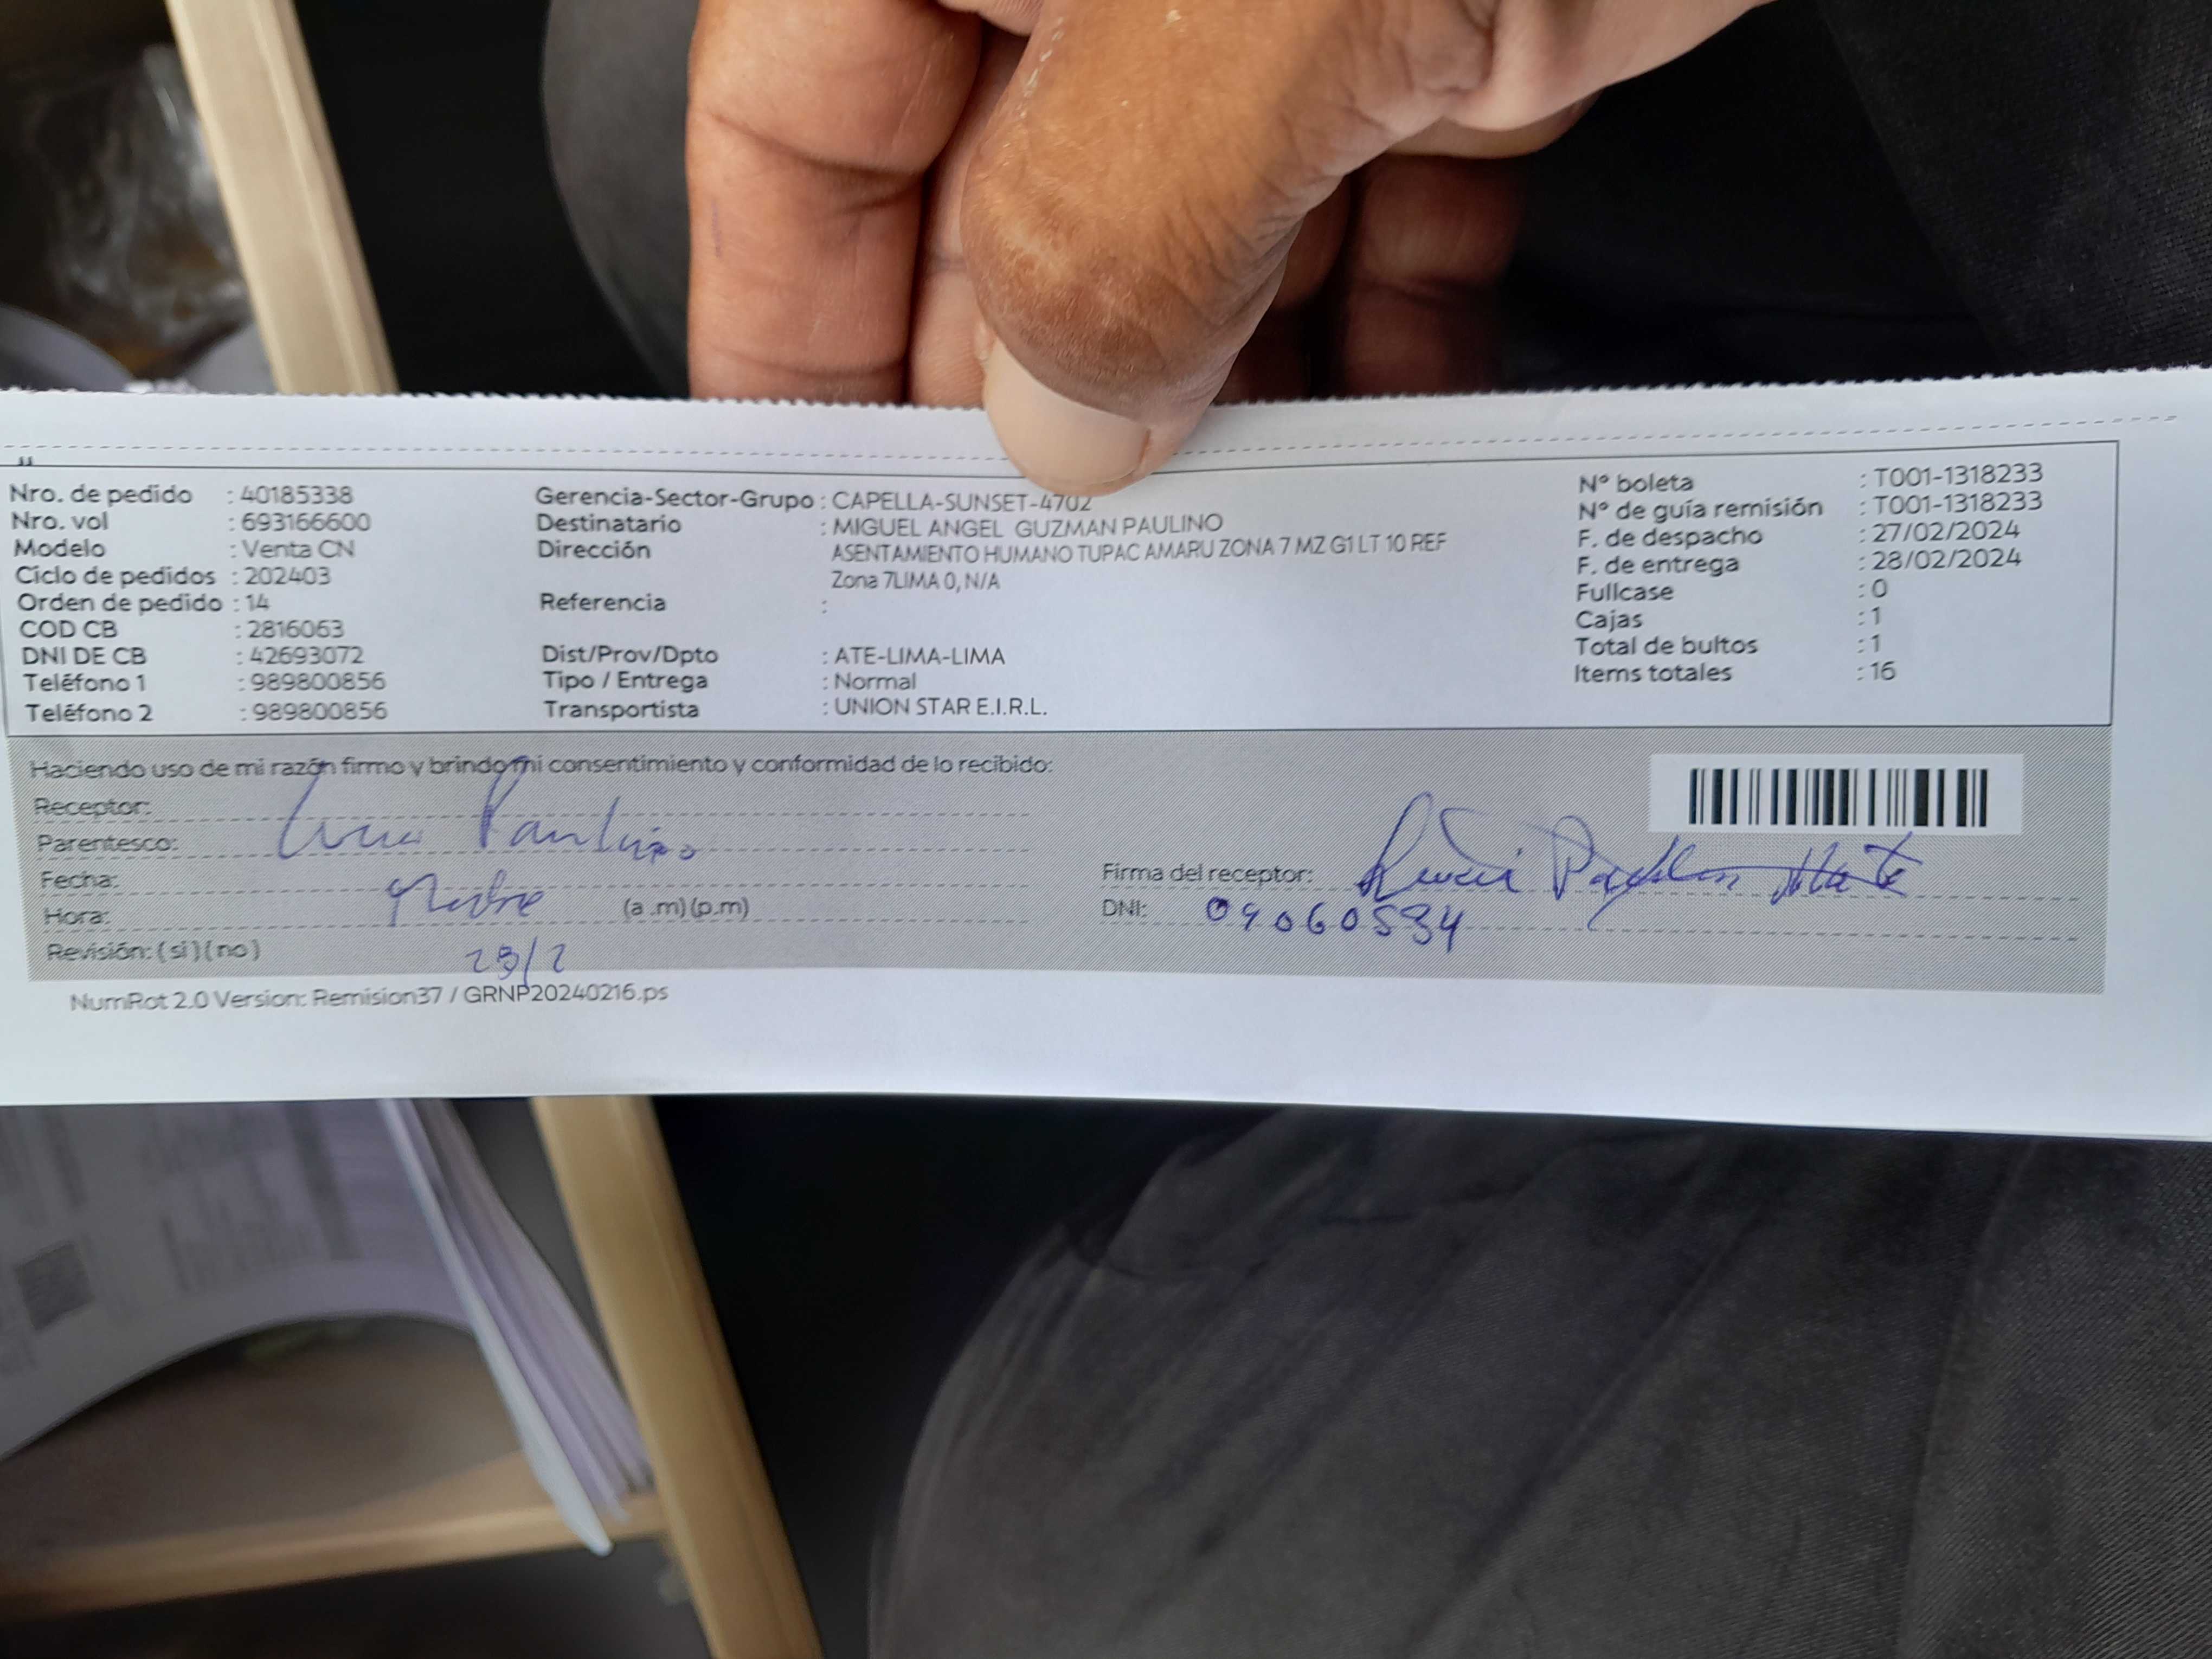 Nro. de pedido : 40185338
Nro. vol : 693166600
Modelo : Venta CN
Ciclo de pedidos : 202403
Orden de pedido : 14
COD CB : 2816063
DNI DE CB : 42693072
Teléfono 1 : 989800856
Teléfono 2 : 989800856
Gerencia-Sector-Grupo : CAPELLA-SUNSET-4702
Destinatario : MIGUEL ANGEL GUZMAN PAULINO
Dirección ASENTAMIENTO HUMANO TUPAC AMARU ZONA 7 MZ G1 LT 10 REF
Zona 7LIMA 0, N/A
Referencia :
Dist/Prov/Dpto : ATE-LIMA-LIMA
Tipo / Entrega : Normal
Transportista : UNION STAR E.I.R.L.
N° boleta : T001-1318233
N° de guía remisión : T001-1318233
F. de despacho : 27/02/2024
F. de entrega : 28/02/2024
Fullcase : 0
Cajas : 1
Total de bultos : 1
Items totales : 16
Haciendo uso de mi razón firmo y brindo mi consentimiento y conformidad de lo recibido:
Receptor:
Parentesco: Paulino
Fecha:
Hora: Madre (a .m) (p.m)
Revisión: ( si ) ( no )
Firma del receptor:
DNI: 09060534
NumRot 2.0 Version: Remision37 / GRNP20240216.ps